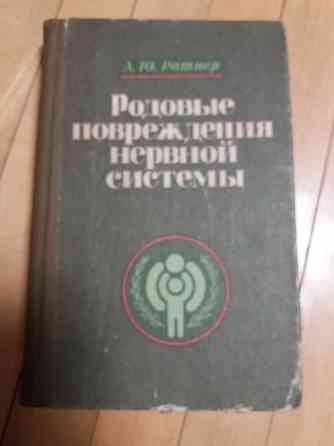 А. Ю. Ратнер
Родовые
повреждения
нервной
системы